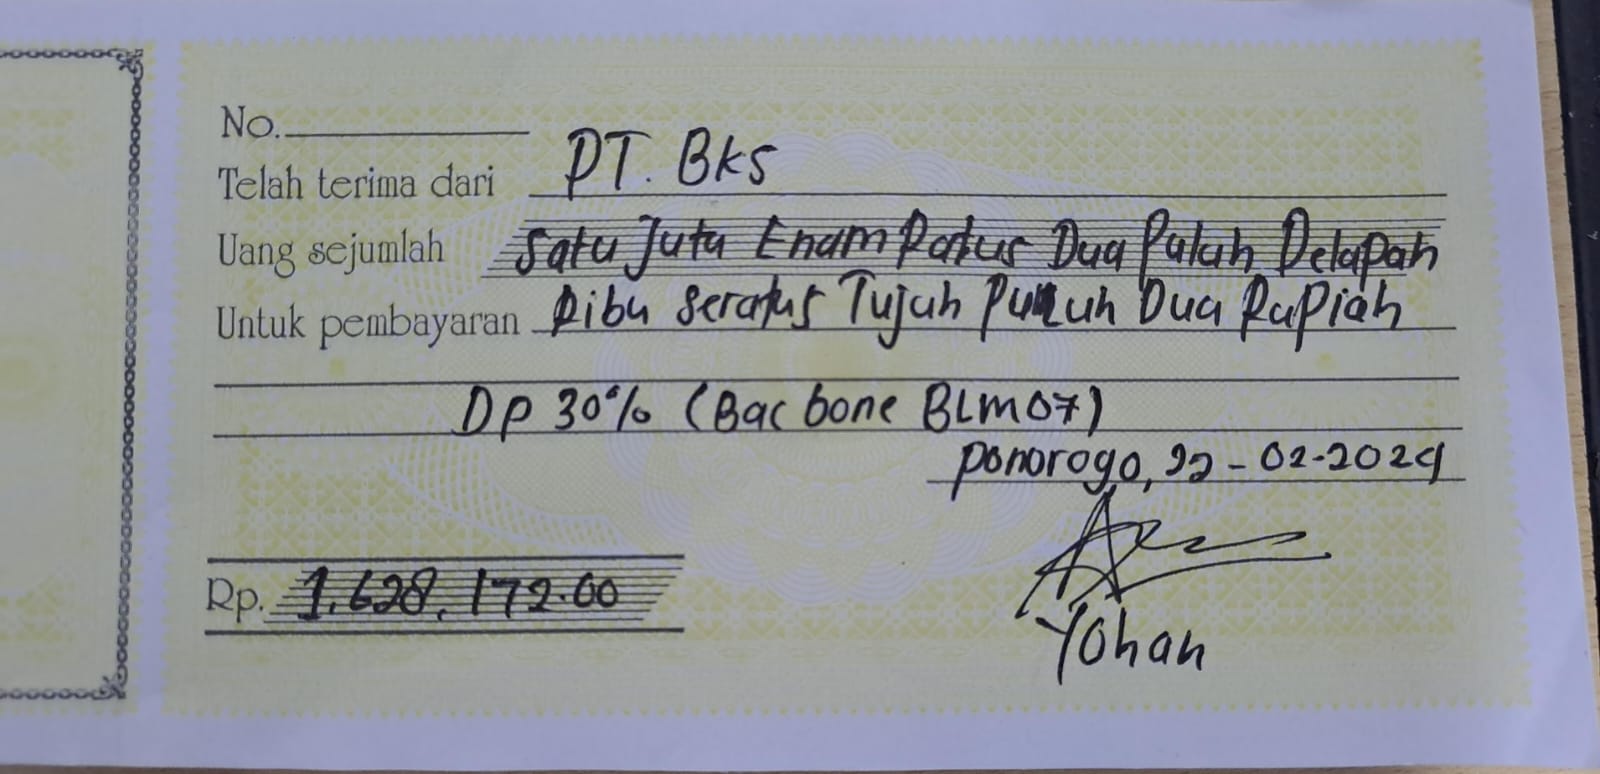 No.
Telah terima dari PT. Bks
Uang sejumlah Satu Juta Enam Ratus Dua Puluh Delapan
Untuk pembayaran Ribu Seratus Tujuh Puluh Dua Rupiah
DP 30% (Bac bone BLM07)
Ponorogo, 22-02-2024
Rp. 1.628.172.00
Yohan